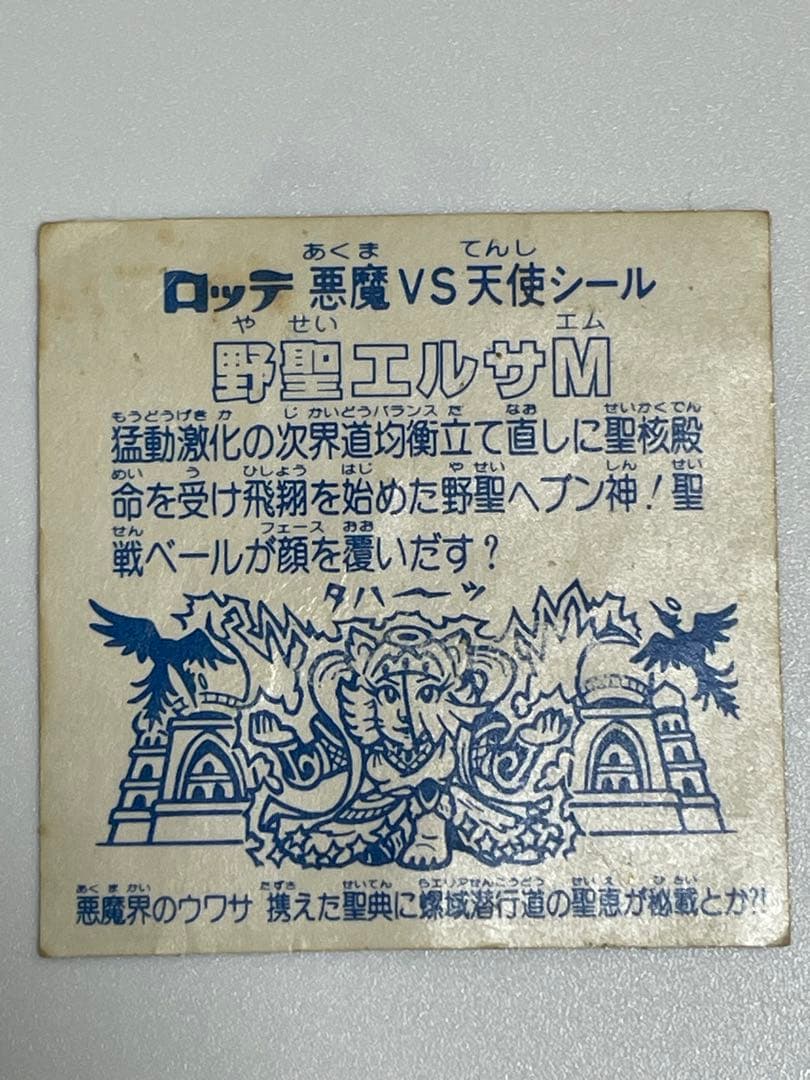 あくま てんし
ロッテ 悪魔VS天使シール
や せい エム
野聖エルサM
もうどうげき か じ かいどうバランス だ なお せいかくでん
猛動激化の次界道均衡立て直しに聖核殿
めい う ひしょう はじ や せい しん せい
命を受け飛翔を始めた野聖ヘブン神!聖
せん フェース おお
戦ベールが顔を覆いだす?
タハーッ
あく ま かい たずさ せいてん らエリアせんこうどう せい え ひ さい
悪魔界のウワサ 携えた聖典に螺域潜行道の聖恵が秘載とか?!